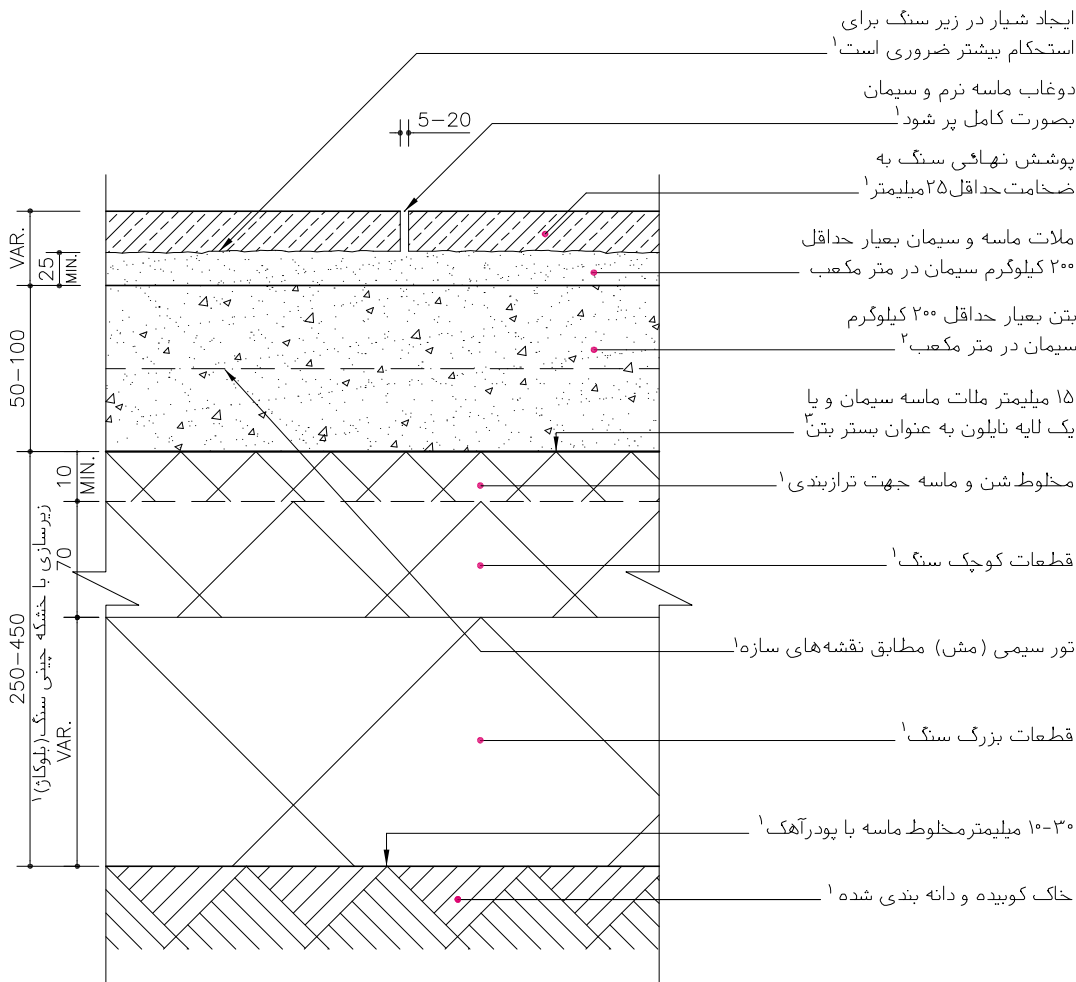 ایجاد شیار در زیر سنگ برای
استحکام بیشتر ضروری است۱
دوغاب ماسه نرم و سیمان
بصورت کامل پر شود۱
پوشش نهائی سنگ به
ضخامت حداقل۲۵میلیمتر۱
ملات ماسه و سیمان بعیار حداقل
۲۰۰ کیلوگرم سیمان در متر مکعب
بتن بعیار حداقل ۲۰۰ کیلوگرم
سیمان در متر مکعب۲
۱۵ میلیمتر ملات ماسه سیمان و یا
یک لایه نایلون به عنوان بستر بتن۳
مخلوط شن و ماسه جهت ترازبندی۱
قطعات کوچک سنگ۱
تور سیمی (مش) مطابق نقشه‌های سازه۱
قطعات بزرگ سنگ۱
۱۰-۳۰ میلیمترمخلوط ماسه با پودرآهک۱
خاک کوبیده و دانه بندی شده۱
5-20
VAR.
25
MIN.
50-100
10
MIN.
70
250-450
زیرسازی با خشکه چینی سنگ(بلوکاژ)۱
VAR.